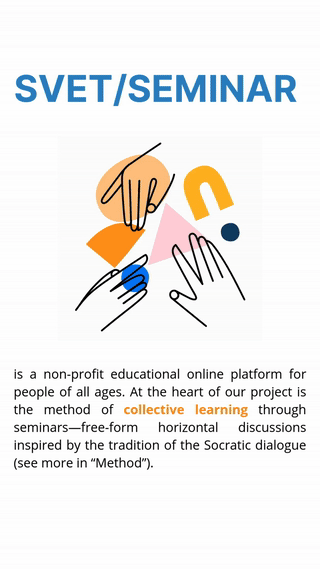 SVET/SEMINAR
is a non-profit educational online platform for
people of all ages. At the heart of our project is
the method of collective learning through
seminars—free-form horizontal discussions
inspired by the tradition of the Socratic dialogue
(see more in “Method”).